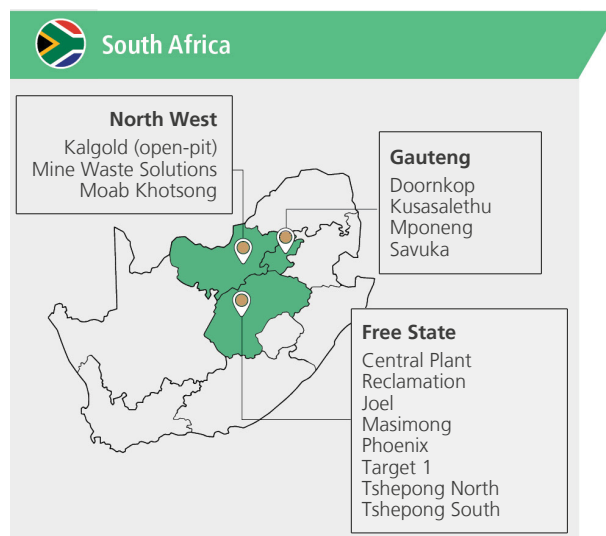 South Africa
North West
Kalgold (open-pit)
Mine Waste Solutions
Moab Khotsong
Gauteng
Doornkop
Kusasalethu
Mponeng
Savuka
Free State
Central Plant
Reclamation
Joel
Masimong
Phoenix
Target 1
Tshepong North
Tshepong South